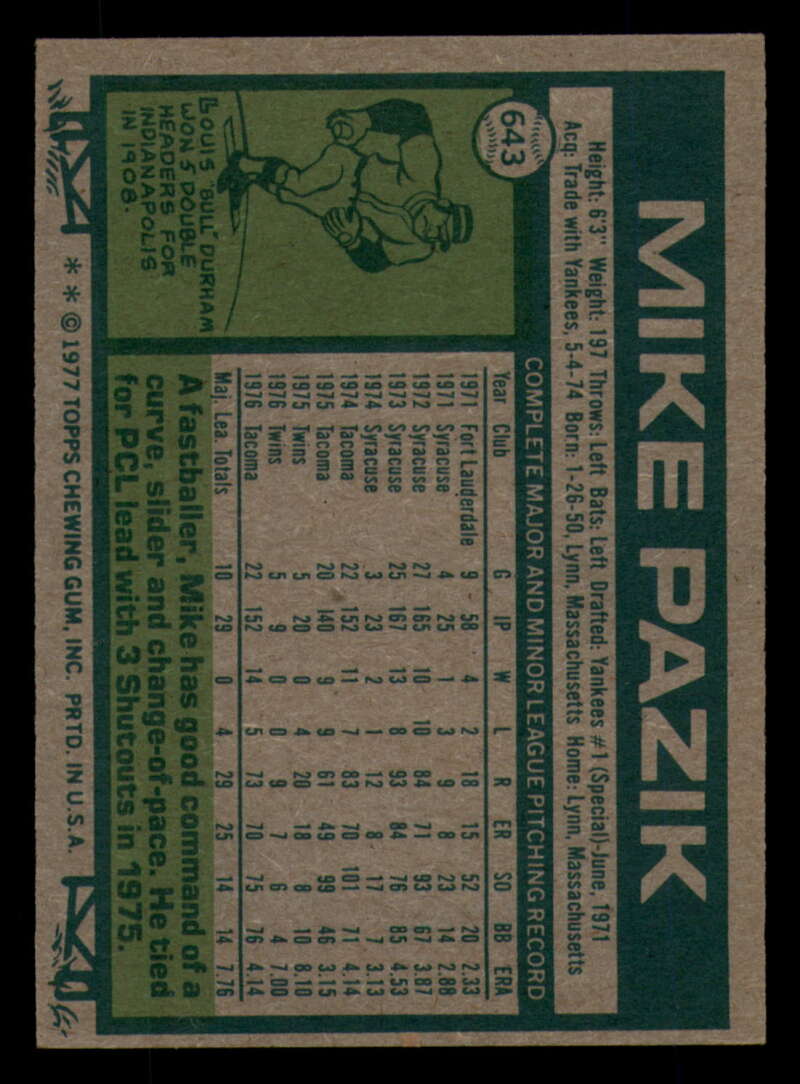 643
MIKE PAZIK
Height: 6'3" Weight: 197 Throws: Left Bats: Left Drafted: Yankees #1 (Special)-June, 1971
Acq: Trade with Yankees, 5-4-74 Born: 1-26-50, Lynn, Massachusetts Home: Lynn, Massachusetts
COMPLETE MAJOR AND MINOR LEAGUE PITCHING RECORD
Year Club G IP W L R ER SO BB ERA
1971 Fort Lauderdale 9 58 4 2 18 15 52 20 2.33
1971 Syracuse 4 25 1 3 9 8 23 14 2.88
1972 Syracuse 27 165 10 10 84 71 93 67 3.87
1973 Syracuse 25 167 13 8 93 84 76 85 4.53
1974 Syracuse 3 23 2 1 12 8 17 7 3.13
1974 Tacoma 22 152 11 7 83 70 101 71 4.14
1975 Tacoma 20 140 9 9 61 49 99 46 3.15
1975 Twins 5 20 0 4 20 18 8 10 8.10
1976 Twins 5 9 0 0 9 7 6 4 7.00
1976 Tacoma 22 152 14 5 73 70 75 76 4.14
Maj. Lea. Totals 10 29 0 4 29 25 14 14 7.76
LOUIS "BULL" DURHAM
WON 5 DOUBLE
HEADERS FOR
INDIANAPOLIS
IN 1908.
A fastballer, Mike has good command of a
curve, slider and change-of-pace. He tied
for PCL lead with 3 Shutouts in 1975.
* * © 1977 TOPPS CHEWING GUM, INC. PRTD. IN U.S.A.